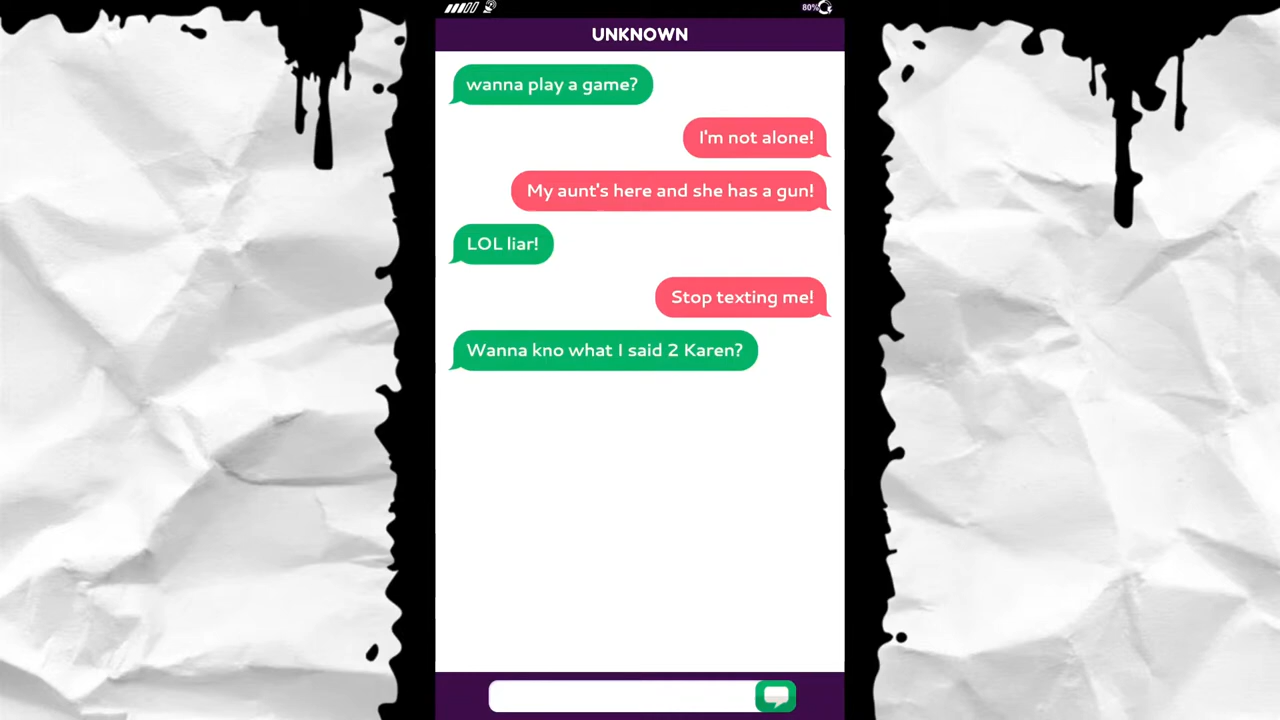 80%
UNKNOWN
wanna play a game?
I'm not alone!
My aunt's here and she has a gun!
LOL liar!
Stop texting me!
Wanna kno what I said 2 Karen?